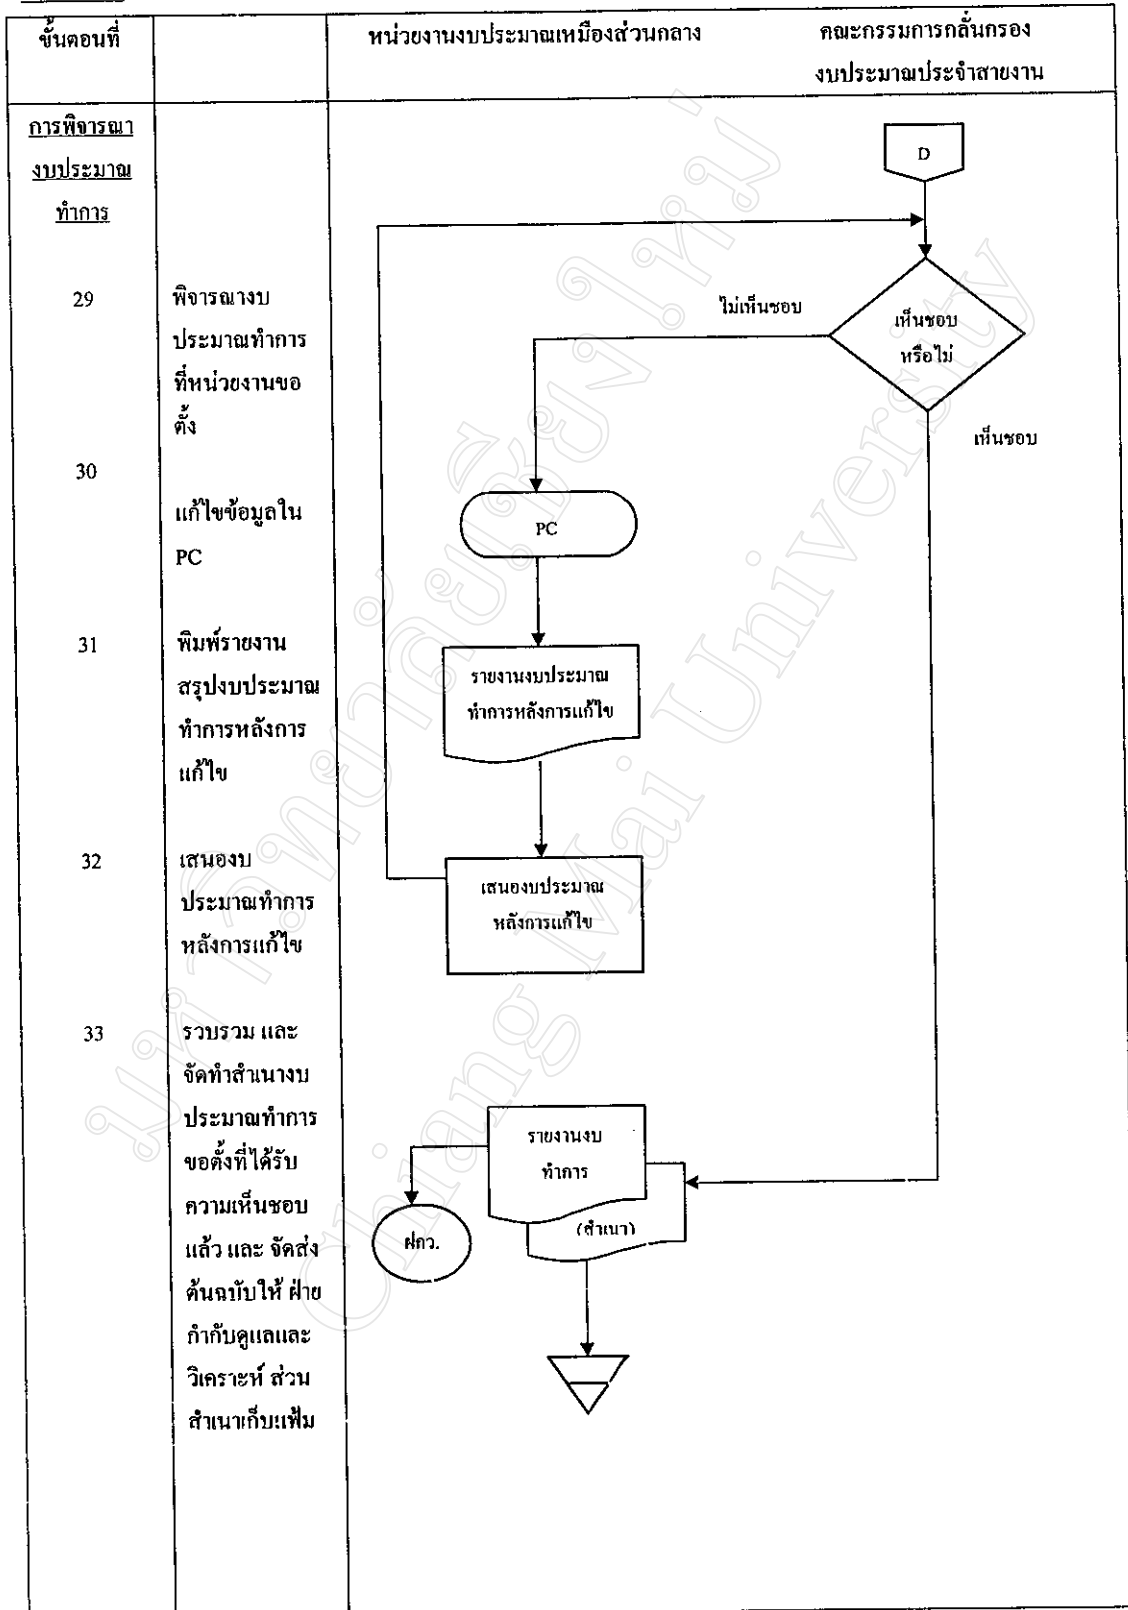 ขั้นตอนที่
หน่วยงานงบประมาณเหมืองส่วนกลาง
คณะกรรมการกลั่นกรอง
งบประมาณประจำสายงาน
การพิจารณา
งบประมาณ
ทำการ
D
29
พิจารณางบ
ประมาณทำการ
ที่หน่วยงานขอ
ตั้ง
ไม่เห็นชอบ
เห็นชอบ
หรือไม่
เห็นชอบ
30
แก้ไขข้อมูลใน
PC
PC
31
พิมพ์รายงาน
สรุปงบประมาณ
ทำการหลังการ
แก้ไข
รายงานงบประมาณ
ทำการหลังการแก้ไข
32
เสนองบ
ประมาณทำการ
หลังการแก้ไข
เสนองบประมาณ
หลังการแก้ไข
33
รวบรวม และ
จัดทำสำเนางบ
ประมาณทำการ
ขอตั้งที่ได้รับ
ความเห็นชอบ
แล้ว และ จัดส่ง
ต้นฉบับให้ ฝ่าย
กำกับดูแลและ
วิเคราะห์ ส่วน
สำเนาเก็บแฟ้ม
รายงานงบ
ทำการ
(สำเนา)
ฝกว.
มหาวิทยาลัยเชียงใหม่
Chiang Mai University